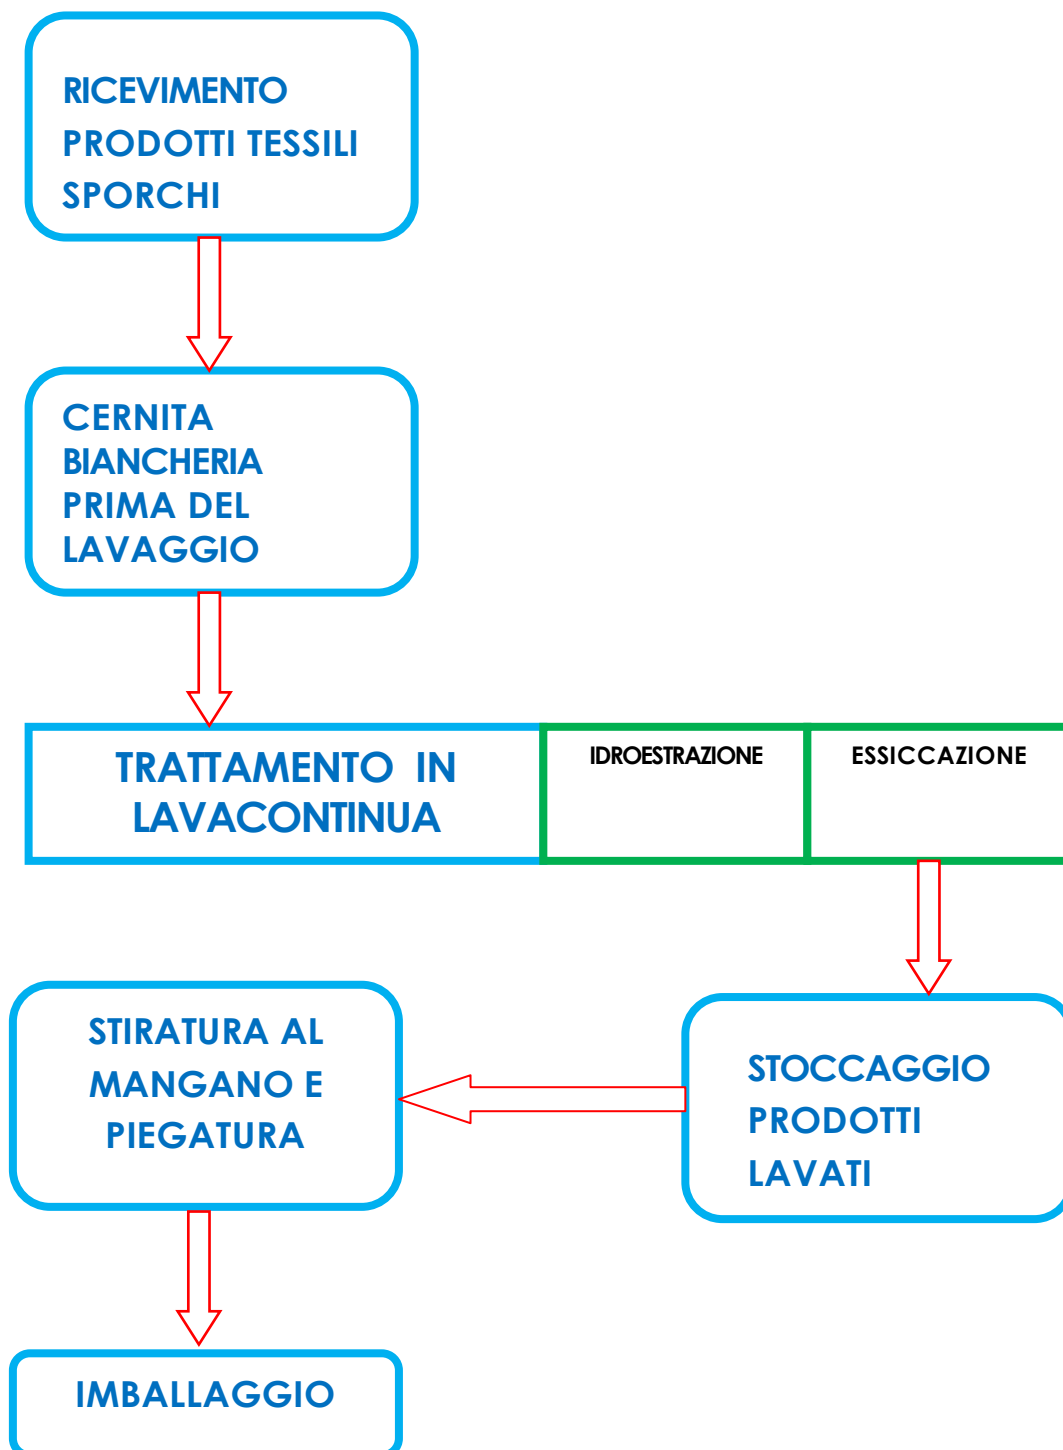 RICEVIMENTO
PRODOTTI TESSILI
SPORCHI
CERNITA
BIANCHERIA
PRIMA DEL
LAVAGGIO
TRATTAMENTO IN
LAVACONTINUA
IDROESTRAZIONE
ESSICCAZIONE
STOCCAGGIO
PRODOTTI
LAVATI
STIRATURA AL
MANGANO E
PIEGATURA
IMBALLAGGIO